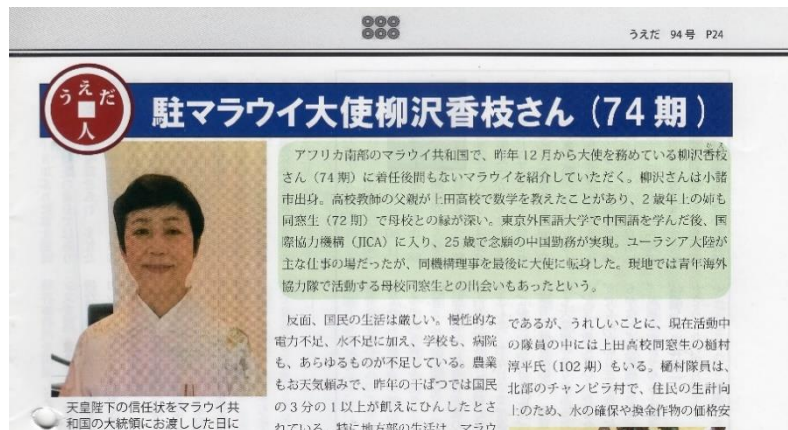 うえだ 94号 P24
うえだ
人
駐マラウイ大使柳沢香枝さん（74期）
アフリカ南部のマラウイ共和国で、昨年12月から大使を務めている柳沢香枝
さん（74期）に着任後間もないマラウイを紹介していただく。柳沢さんは小諸
市出身。高校教師の父親が上田高校で数学を教えたことがあり、2歳年上の姉も
同窓生（72期）で母校との縁が深い。東京外国語大学で中国語を学んだ後、国
際協力機構（JICA）に入り、25歳で念願の中国勤務が実現。ユーラシア大陸が
主な仕事の場だったが、同機構理事を最後に大使に転身した。現地では青年海外
協力隊で活動する母校同窓生との出会いもあったという。
天皇陛下の信任状をマラウイ共
和国の大統領にお渡しした日に
反面、国民の生活は厳しい。慢性的な
電力不足、水不足に加え、学校も、病院
も、あらゆるものが不足している。農業
もお天気頼みで、昨年の干ばつでは国民
の3分の1以上が飢えにひんしたとさ
れている。特に地方部の生活は、マラウ
であるが、うれしいことに、現在活動中
の隊員の中には上田高校同窓生の樋村
淳平氏（102期）もいる。樋村隊員は、
北部のチャンビラ村で、住民の生計向
上のため、水の確保や換金作物の価格安